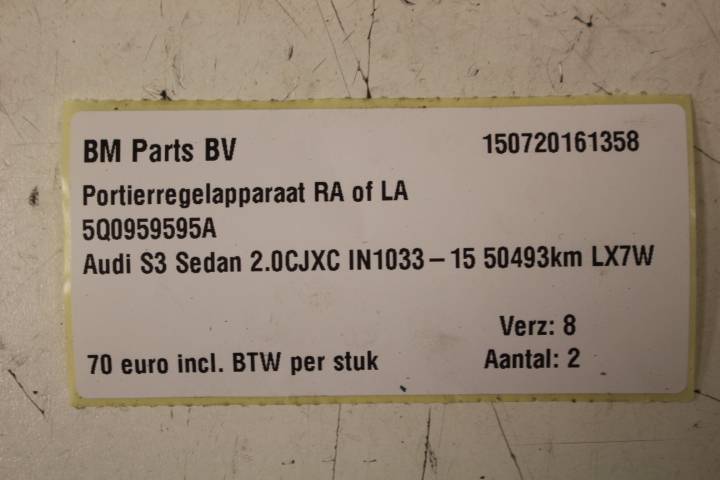 BM Parts BV 150720161358
Portierregelapparaat RA of LA
5Q0959595A
Audi S3 Sedan 2.0CJXC IN1033 – 15 50493km LX7W
Verz: 8
70 euro incl. BTW per stuk Aantal: 2